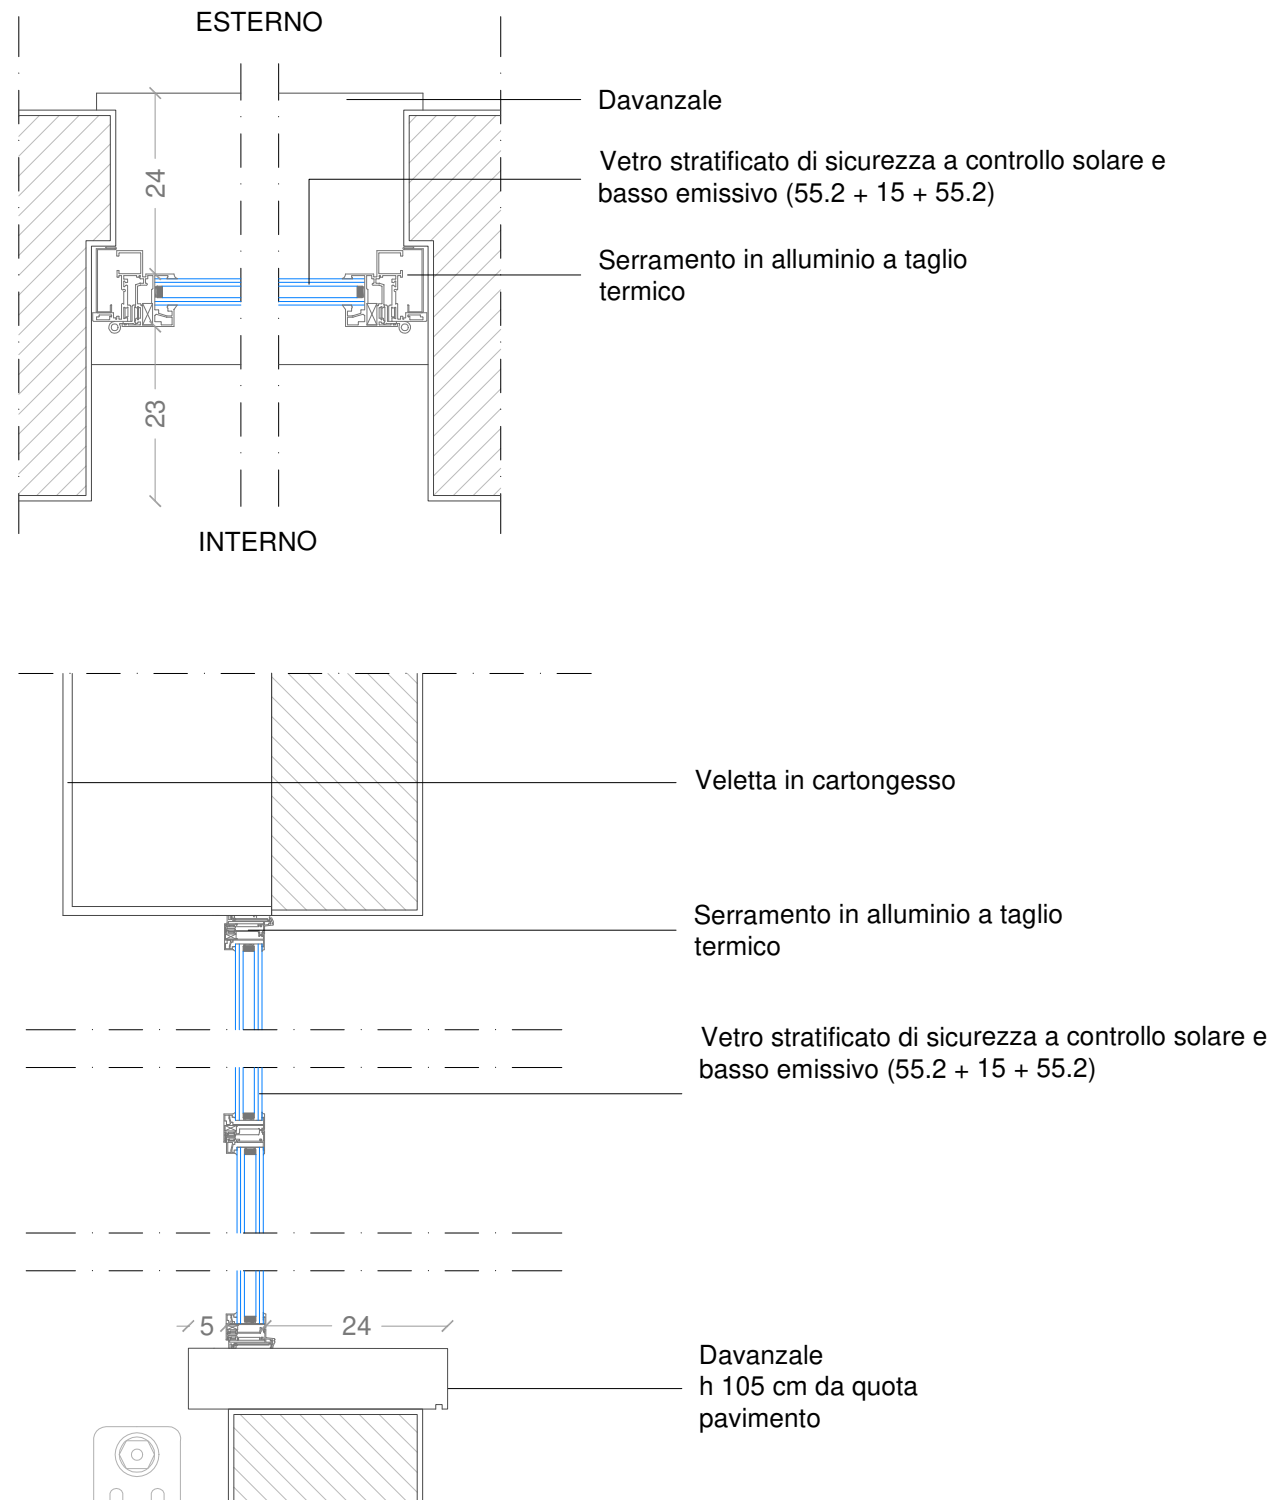 ESTERNO
Davanzale
Vetro stratificato di sicurezza a controllo solare e
basso emissivo (55.2 + 15 + 55.2)
24
Serramento in alluminio a taglio
termico
23
INTERNO
Veletta in cartongesso
Serramento in alluminio a taglio
termico
Vetro stratificato di sicurezza a controllo solare e
basso emissivo (55.2 + 15 + 55.2)
5
24
Davanzale
h 105 cm da quota
pavimento